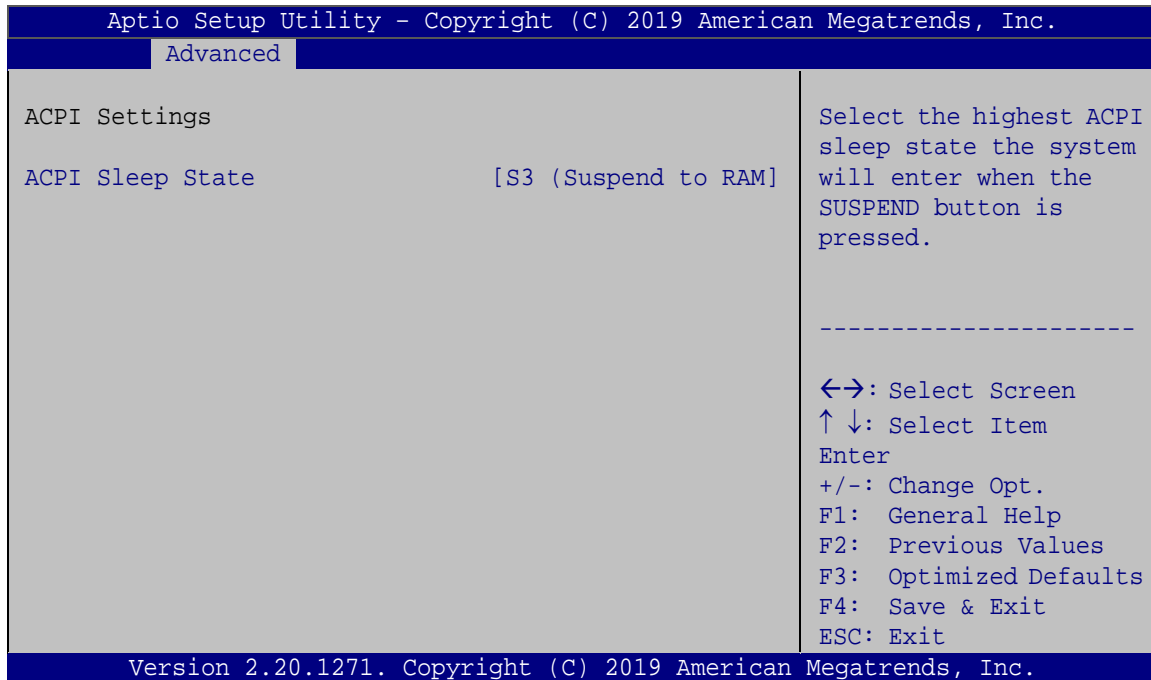 Aptio Setup Utility – Copyright (C) 2019 American Megatrends, Inc.
Advanced
ACPI Settings
ACPI Sleep State [S3 (Suspend to RAM]
Select the highest ACPI
sleep state the system
will enter when the
SUSPEND button is
pressed.
----------------------
←→: Select Screen
↑ ↓: Select Item
Enter
+/-: Change Opt.
F1: General Help
F2: Previous Values
F3: Optimized Defaults
F4: Save & Exit
ESC: Exit
Version 2.20.1271. Copyright (C) 2019 American Megatrends, Inc.